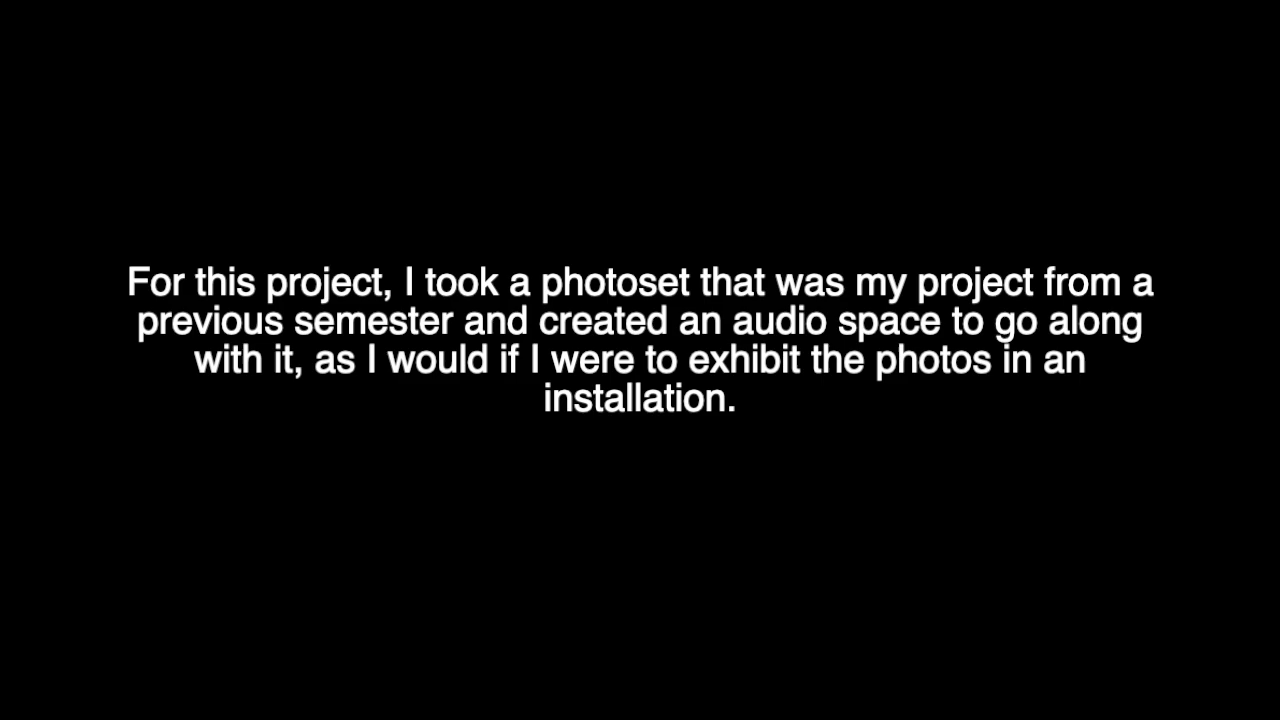 For this project, I took a photoset that was my project from a
previous semester and created an audio space to go along
with it, as I would if I were to exhibit the photos in an
installation.